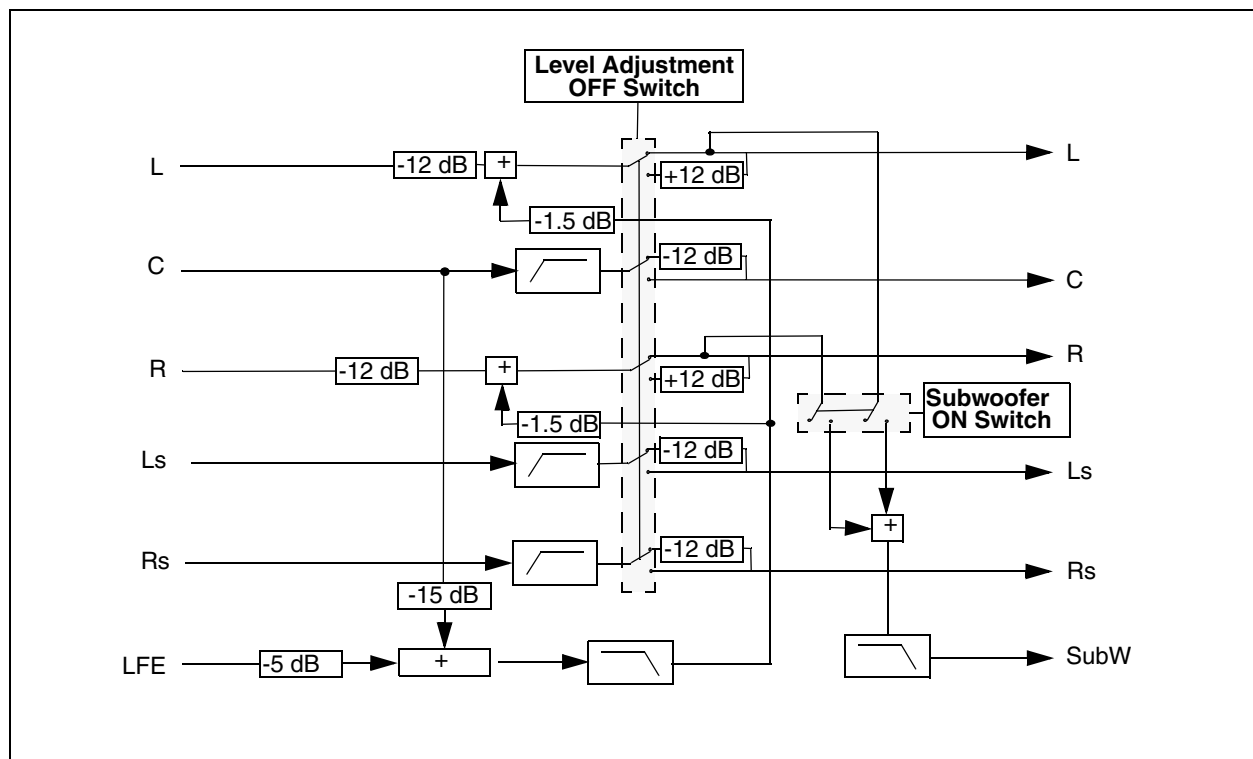 Level Adjustment
OFF Switch
L
-12 dB
+
L
+12 dB
-1.5 dB
C
-12 dB
C
R
-12 dB
+
R
+12 dB
-1.5 dB
Subwoofer
ON Switch
Ls
-12 dB
Ls
+
Rs
-12 dB
Rs
-15 dB
LFE
-5 dB
+
SubW